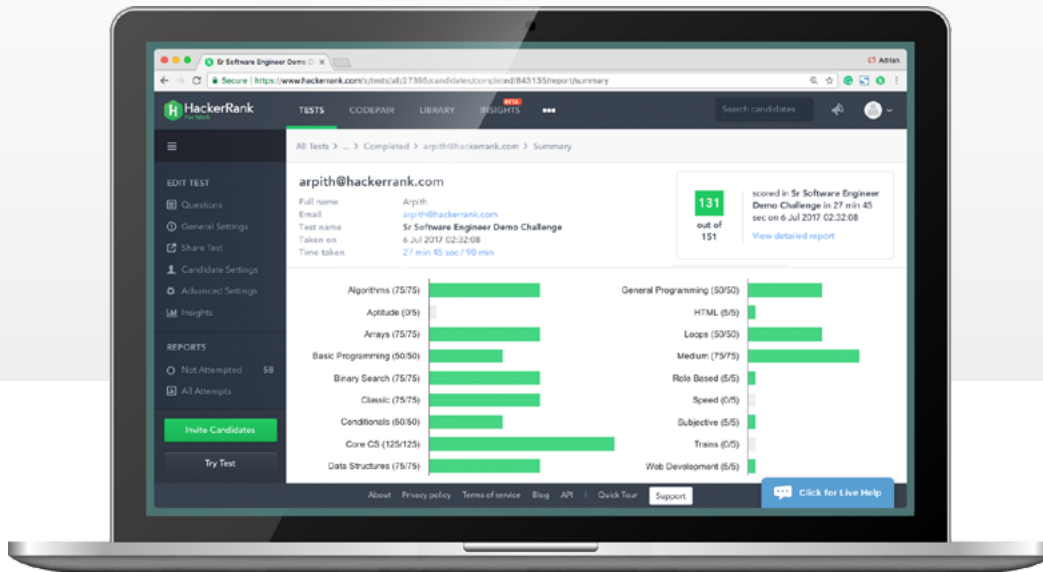 Sr Software Engineer Demo C
Adrian
Secure https://www.hackerrank.com/x/tests/all/27395/candidates/completed/843135/report/summary
HackerRank
For Work
TESTS CODEPAIR LIBRARY INSIGHTS BETA
Search candidates
All Tests > ... > Completed > arpith@hackerrank.com > Summary
EDIT TEST
Questions
General Settings
Share Test
Candidate Settings
Advanced Settings
Insights
REPORTS
Not Attempted 58
All Attempts
Invite Candidates
Try Test
arpith@hackerrank.com
Full name Arpith
Email arpith@hackerrank.com
Test name Sr Software Engineer Demo Challenge
Taken on 6 Jul 2017 02:32:08
Time taken 27 min 45 sec / 90 min
131
out of
151
scored in Sr Software Engineer
Demo Challenge in 27 min 45
sec on 6 Jul 2017 02:32:08
View detailed report
Algorithms (75/75)
Aptitude (0/5)
Arrays (75/75)
Basic Programming (50/50)
Binary Search (75/75)
Classic (75/75)
Conditionals (50/50)
Core CS (125/125)
Data Structures (75/75)
General Programming (50/50)
HTML (5/5)
Loops (50/50)
Medium (75/75)
Role Based (5/5)
Speed (0/5)
Subjective (5/5)
Trains (0/5)
Web Development (5/5)
About Privacy policy Terms of service Blog API | Quick Tour Support
Click for Live Help